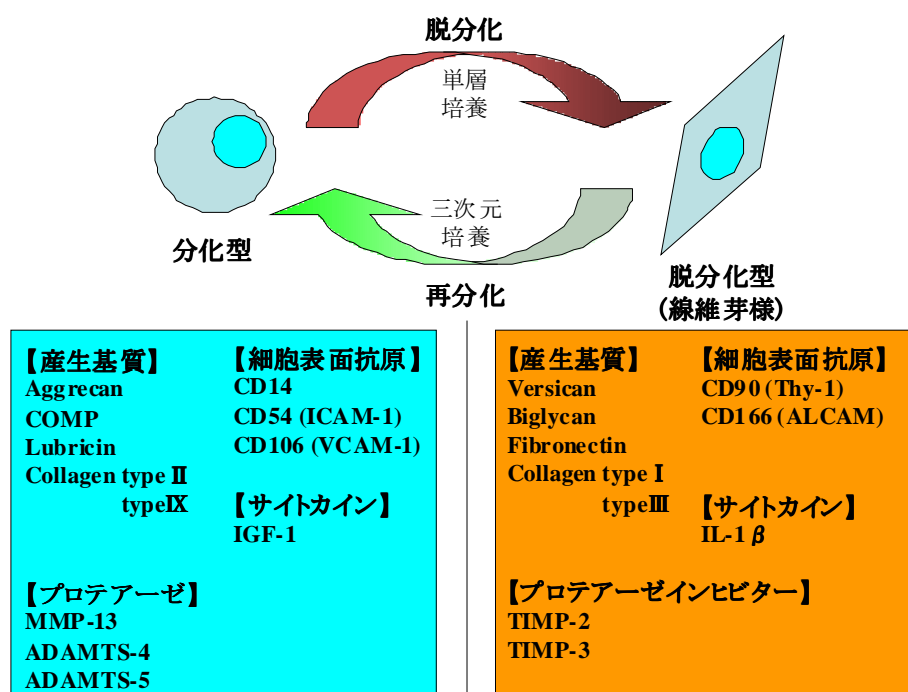 脱分化
単層
培養
三次元
培養
分化型
再分化
脱分化型
(線維芽様)
【産生基質】
Aggrecan
COMP
Lubricin
Collagen type Ⅱ
typeⅨ
【細胞表面抗原】
CD14
CD54 (ICAM-1)
CD106 (VCAM-1)
【サイトカイン】
IGF-1
【プロテアーゼ】
MMP-13
ADAMTS-4
ADAMTS-5
【産生基質】
Versican
Biglycan
Fibronectin
Collagen type Ⅰ
typeⅢ
【細胞表面抗原】
CD90 (Thy-1)
CD166 (ALCAM)
【サイトカイン】
IL-1β
【プロテアーゼインヒビター】
TIMP-2
TIMP-3